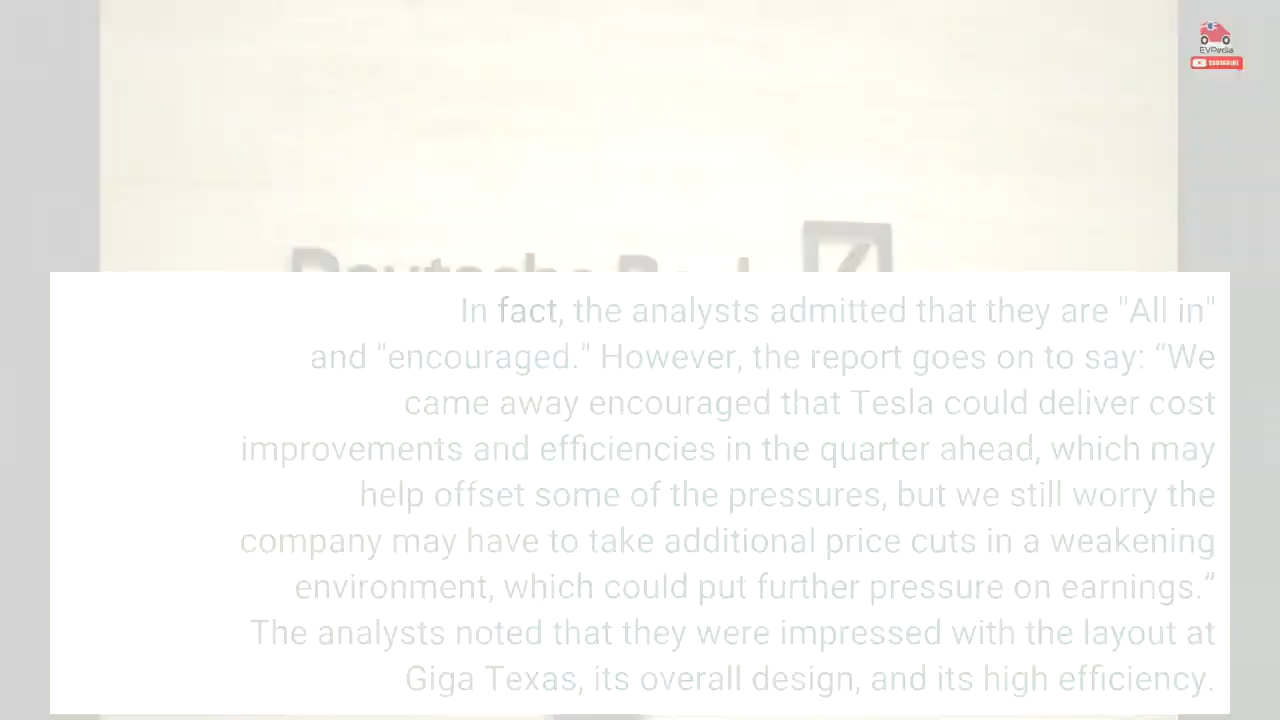 EVPedia
SUBSCRIBE
Deutsche Bank
In fact, the analysts admitted that they are "All in"
and "encouraged." However, the report goes on to say: “We
came away encouraged that Tesla could deliver cost
improvements and efficiencies in the quarter ahead, which may
help offset some of the pressures, but we still worry the
company may have to take additional price cuts in a weakening
environment, which could put further pressure on earnings.”
The analysts noted that they were impressed with the layout at
Giga Texas, its overall design, and its high efficiency.